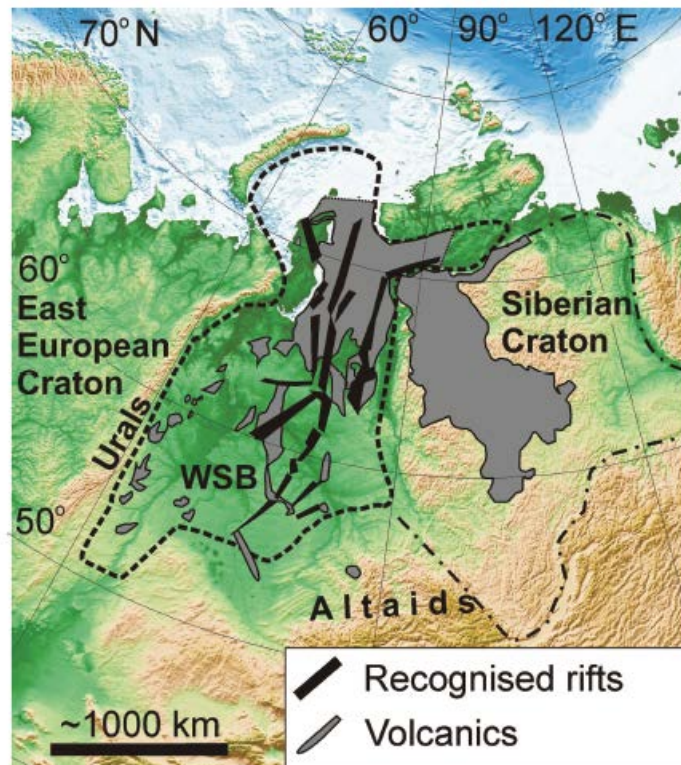 70° N
60°
90°
120° E
60°
East
European
Craton
Siberian
Craton
Urals
WSB
50°
Altaids
Recognised rifts
Volcanics
~1000 km